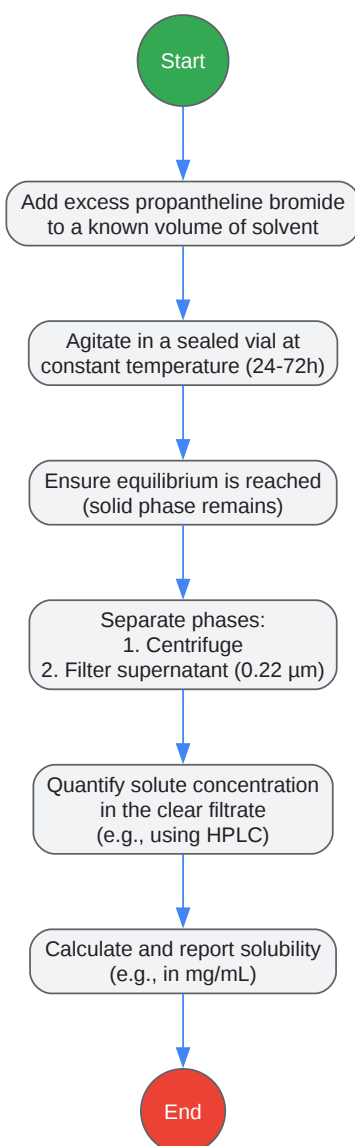 Start
Add excess propantheline bromide
to a known volume of solvent
Agitate in a sealed vial at
constant temperature (24-72h)
Ensure equilibrium is reached
(solid phase remains)
Separate phases:
1. Centrifuge
2. Filter supernatant (0.22 µm)
Quantify solute concentration
in the clear filtrate
(e.g., using HPLC)
Calculate and report solubility
(e.g., in mg/mL)
End